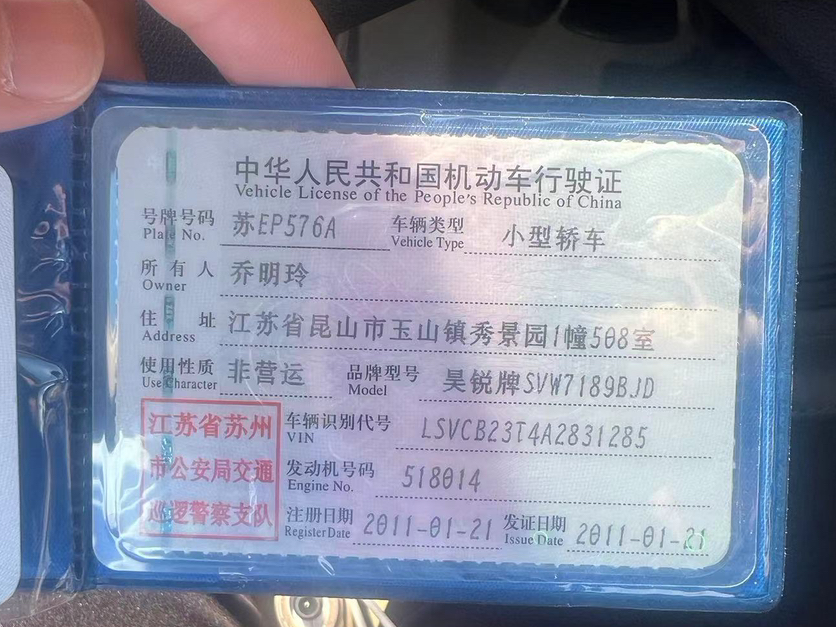 中华人民共和国机动车行驶证
Vehicle License of the People's Republic of China
号牌号码 苏EP576A 车辆类型 小型轿车
Plate No. Vehicle Type
所有人 乔明玲
Owner
住址 江苏省昆山市玉山镇秀景园1幢508室
Address
使用性质 非营运 品牌型号 昊锐牌SVW7189BJD
Use Character Model
江苏省苏州 车辆识别代号 LSVCB23T4A2831285
VIN
市公安局交通 发动机号码 518014
Engine No.
巡逻警察支队 注册日期 2011-01-21 发证日期 2011-01-21
Register Date Issue Date